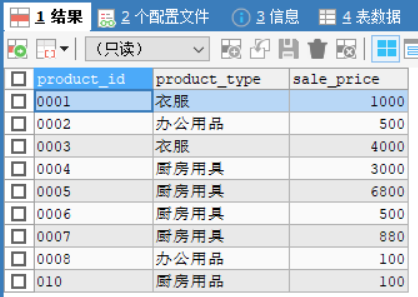 1 结果 2 个配置文件 3 信息 4 表数据
（只读）
product_id product_type sale_price
0001 衣服 1000
0002 办公用品 500
0003 衣服 4000
0004 厨房用具 3000
0005 厨房用具 6800
0006 厨房用具 500
0007 厨房用具 880
0008 办公用品 100
010 厨房用品 100